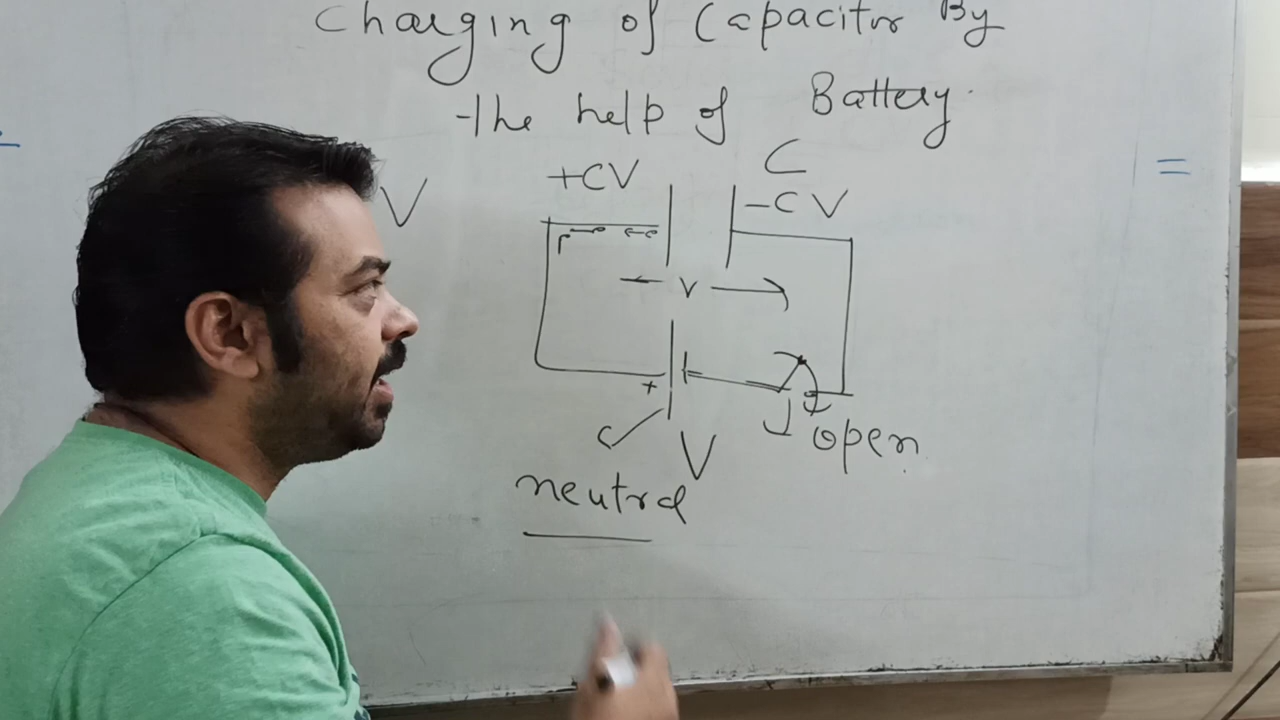 Charging of Capacitor By
the help of Battery.
C
+CV
-CV
V
=
v
+
open
V
neutral